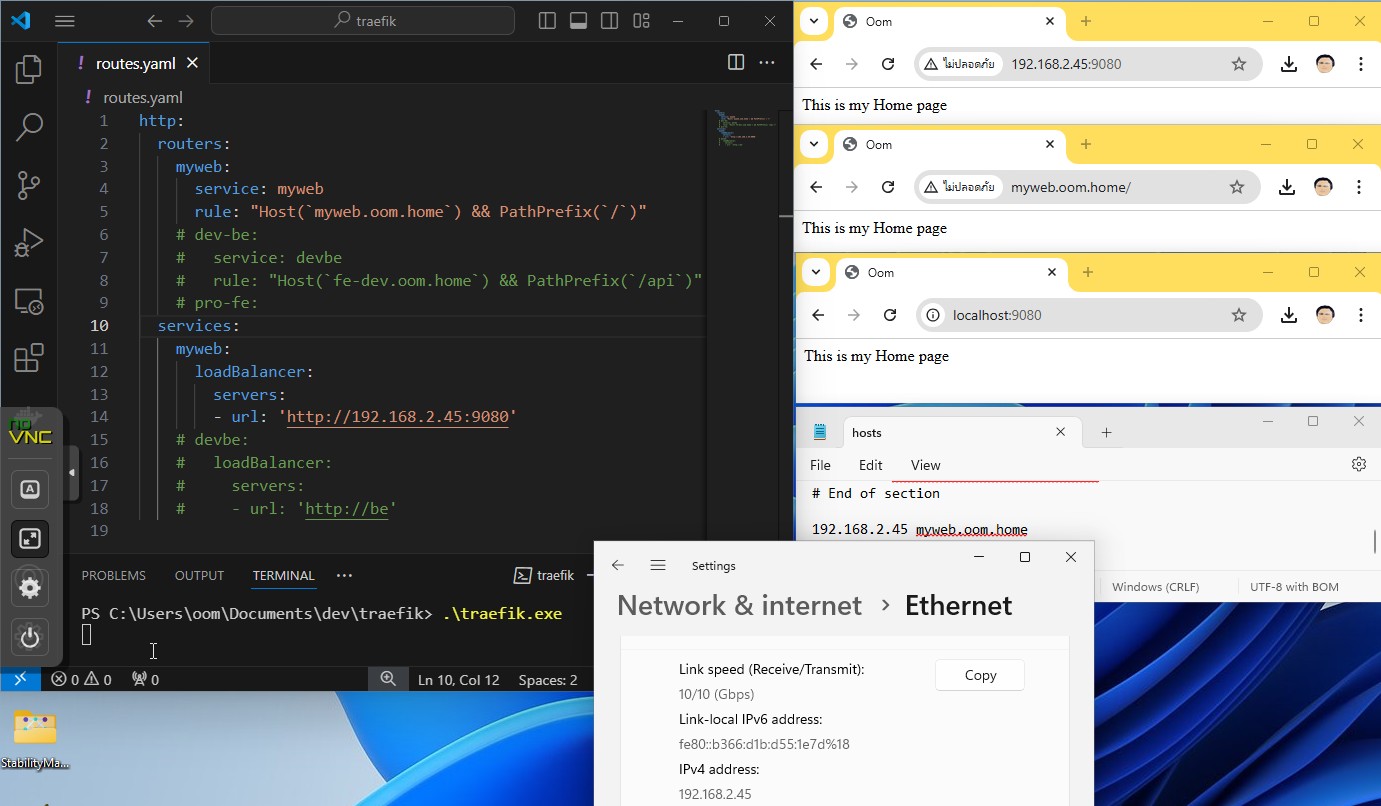 traefik
routes.yaml
routes.yaml
1 http:
2 routers:
3 myweb:
4 service: myweb
5 rule: "Host(`myweb.oom.home`) && PathPrefix(`/`)"
6 # dev-be:
7 # service: devbe
8 # rule: "Host(`fe-dev.oom.home`) && PathPrefix(`/api`)"
9 # pro-fe:
10 services:
11 myweb:
12 loadBalancer:
13 servers:
14 - url: 'http://192.168.2.45:9080'
15 # devbe:
16 # loadBalancer:
17 # servers:
18 # - url: 'http://be'
19
PROBLEMS OUTPUT TERMINAL ··· traefik
PS C:\Users\oom\Documents\dev\traefik> .\traefik.exe
0 0 0 Ln 10, Col 12 Spaces: 2
no
VNC
A
StabilityMa...
Oom
ไม่ปลอดภัย 192.168.2.45:9080
This is my Home page
Oom
ไม่ปลอดภัย myweb.oom.home/
This is my Home page
Oom
localhost:9080
This is my Home page
hosts
File Edit View
# End of section
192.168.2.45 myweb.oom.home
Windows (CRLF) UTF-8 with BOM
Settings
Network & internet › Ethernet
Link speed (Receive/Transmit):
Copy
10/10 (Gbps)
Link-local IPv6 address:
fe80::b366:d1b:d55:1e7d%18
IPv4 address:
192.168.2.45